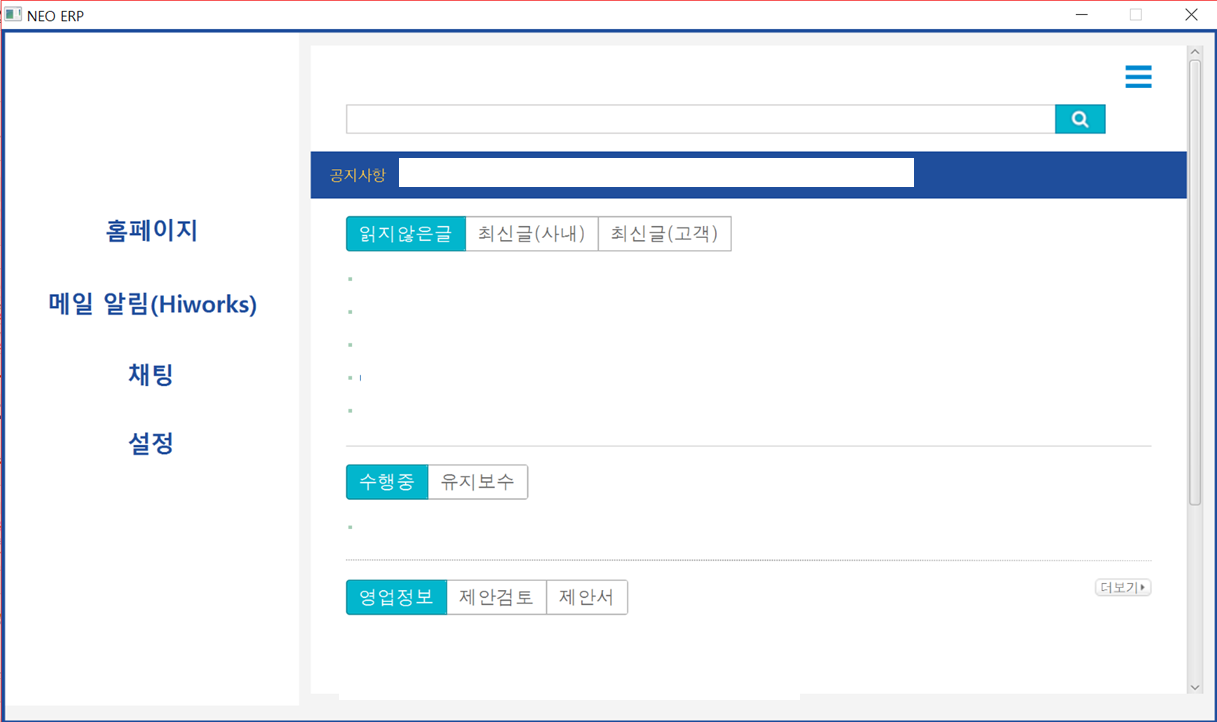 NEO ERP
홈페이지
메일 알림(Hiworks)
채팅
설정
공지사항
읽지않은글 최신글(사내) 최신글(고객)
수행중 유지보수
영업정보 제안검토 제안서
더보기